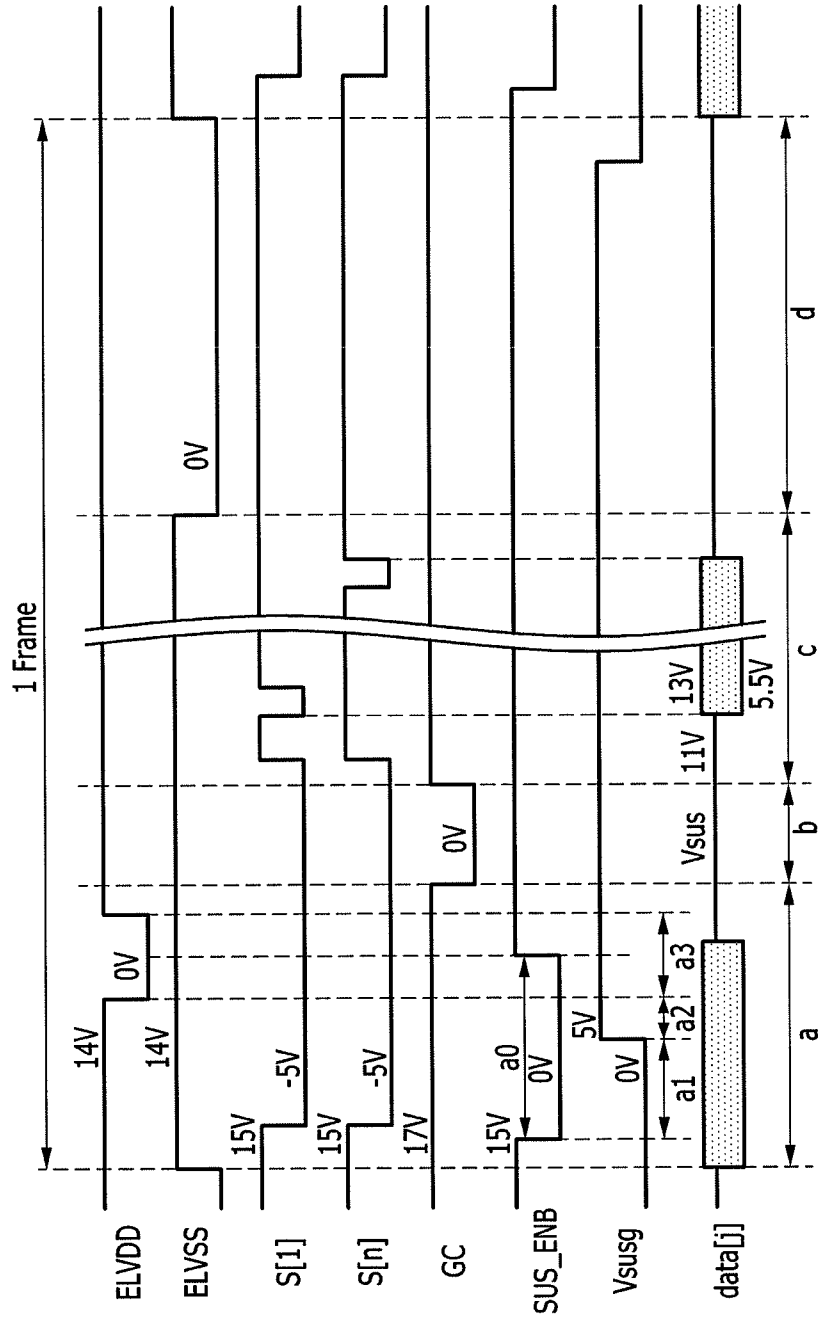 1 Frame
ELVDD
14V
0V
ELVSS
14V
0V
S[1]
15V
-5V
S[n]
15V
-5V
GC
17V
0V
SUS_ENB
15V
a0
0V
Vsusg
0V
5V
a1
a2
a3
data[j]
Vsus
11V
13V
5.5V
a
b
c
d